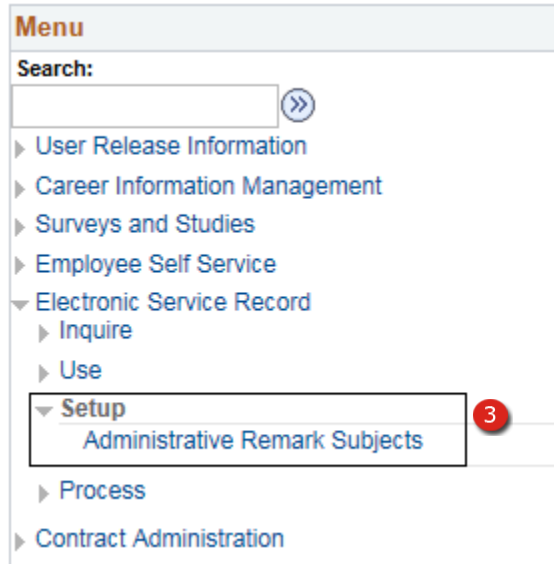 Menu
Search:
User Release Information
Career Information Management
Surveys and Studies
Employee Self Service
Electronic Service Record
Inquire
Use
Setup
3
Administrative Remark Subjects
Process
Contract Administration